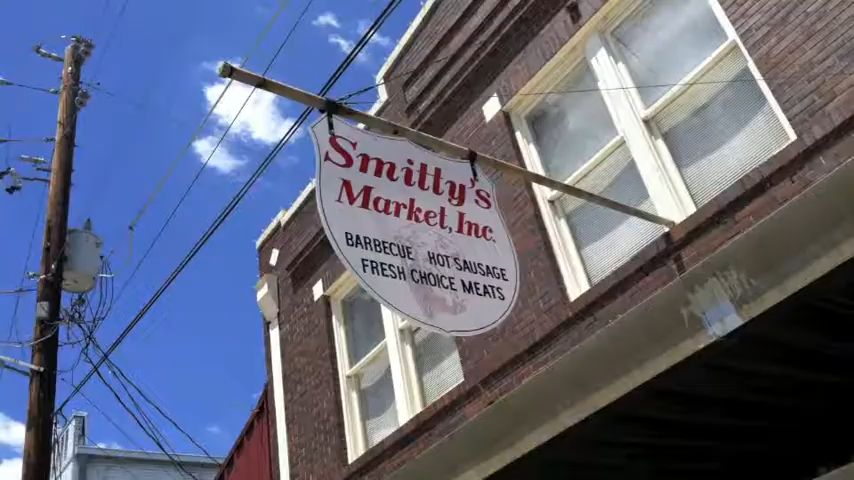 Smitty's
Market, Inc.
BARBECUE HOT SAUSAGE
FRESH CHOICE MEATS